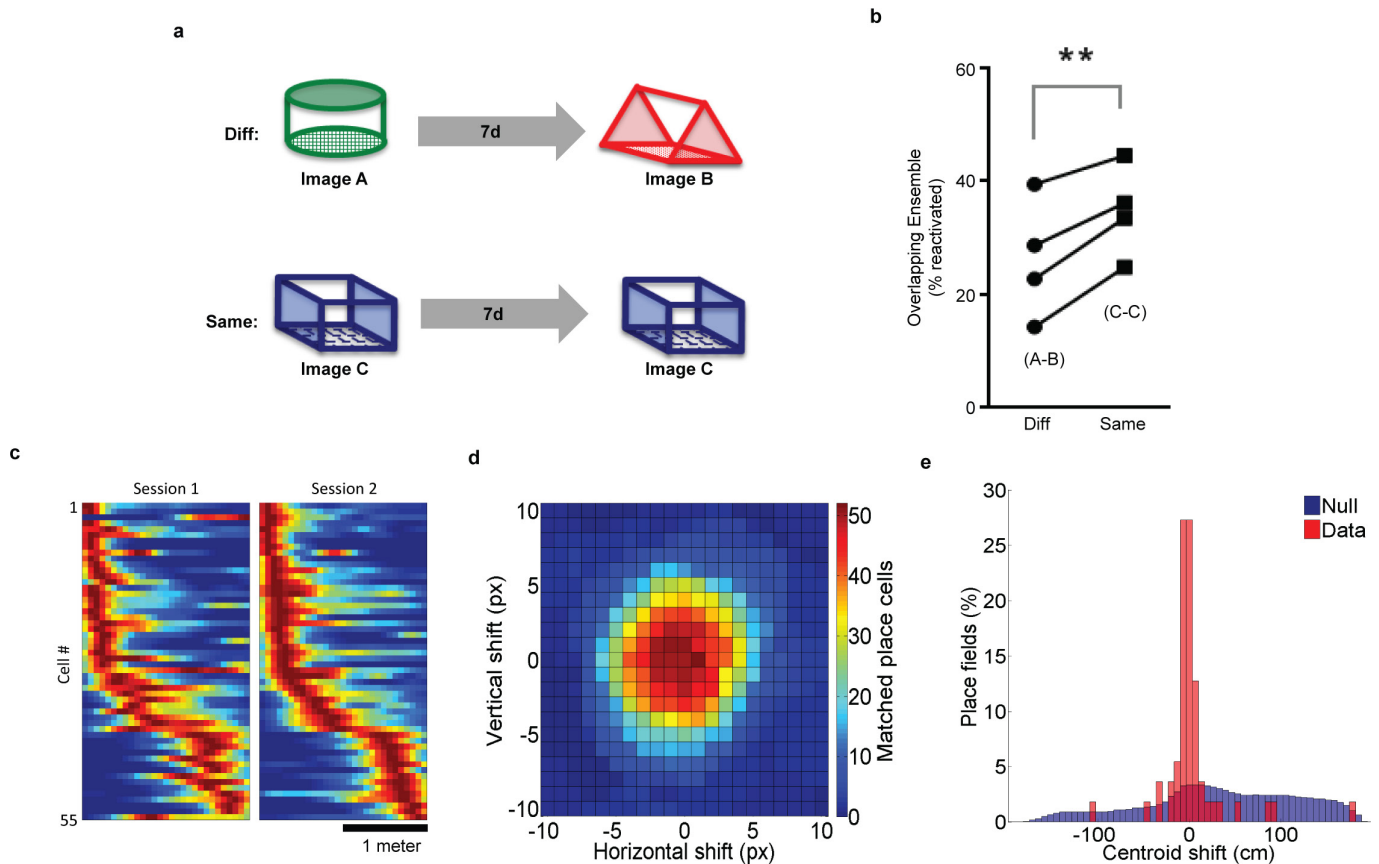 a
Diff:
7d
Image A
Image B
Same:
7d
Image C
Image C
b
**
60
40
20
0
Overlapping Ensemble
(% reactivated)
(A-B)
(C-C)
Diff
Same
c
Session 1
Session 2
1
Cell #
55
1 meter
d
10
5
0
-5
-10
Vertical shift (px)
-10
-5
0
5
10
Horizontal shift (px)
50
40
30
20
10
0
Matched place cells
e
30
25
20
15
10
5
0
Place fields (%)
Null
Data
-100
0
100
Centroid shift (cm)